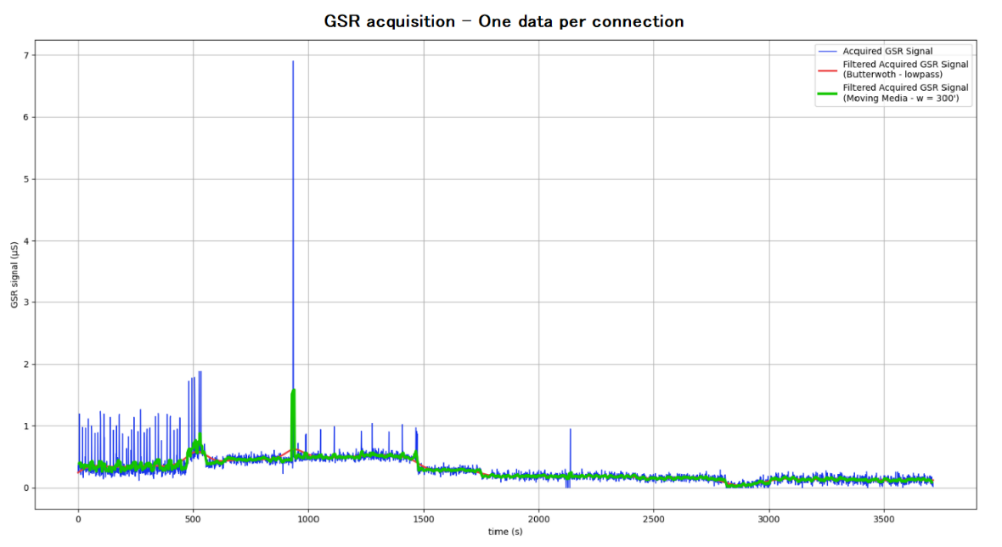 GSR acquisition – One data per connection
Acquired GSR Signal
Filtered Acquired GSR Signal
(Butterwoth - lowpass)
Filtered Acquired GSR Signal
(Moving Media - w = 300')
GSR signal (µS)
7
6
5
4
3
2
1
0
0 500 1000 1500 2000 2500 3000 3500
time (s)